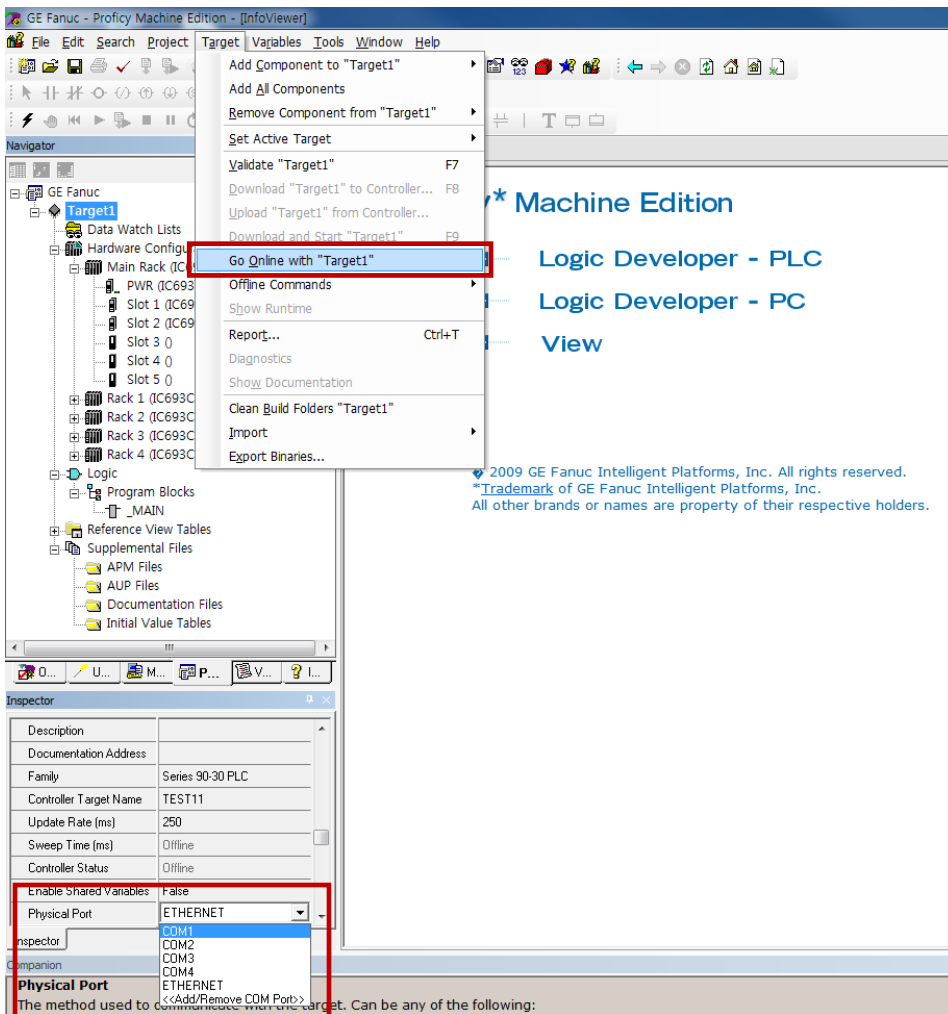 GE Fanuc - Proficy Machine Edition - [InfoViewer]
File Edit Search Project Target Variables Tools Window Help
Add Component to "Target1"
Add All Components
Remove Component from "Target1"
Set Active Target
Validate "Target1" F7
Download "Target1" to Controller... F8
Upload "Target1" from Controller...
Download and Start "Target1" F9
Go Online with "Target1"
Offline Commands
Show Runtime
Report... Ctrl+T
Diagnostics
Show Documentation
Clean Build Folders "Target1"
Import
Export Binaries...
Navigator
GE Fanuc
Target1
Data Watch Lists
Hardware Configu
Main Rack (IC6
PWR (IC693
Slot 1 (IC69
Slot 2 (IC69
Slot 3 ()
Slot 4 ()
Slot 5 ()
Rack 1 (IC693C
Rack 2 (IC693C
Rack 3 (IC693C
Rack 4 (IC693C
Logic
Program Blocks
_MAIN
Reference View Tables
Supplemental Files
APM Files
AUP Files
Documentation Files
Initial Value Tables
O... U... M... P... V... I...
y* Machine Edition
Logic Developer - PLC
Logic Developer - PC
View
2009 GE Fanuc Intelligent Platforms, Inc. All rights reserved.
*Trademark of GE Fanuc Intelligent Platforms, Inc.
All other brands or names are property of their respective holders.
Inspector
Description
Documentation Address
Family Series 90-30 PLC
Controller Target Name TEST11
Update Rate (ms) 250
Sweep Time (ms) Offline
Controller Status Offline
Enable Shared Variables False
Physical Port ETHERNET
COM1
COM2
COM3
COM4
ETHERNET
<<Add/Remove COM Port>>
Inspector
Companion
Physical Port
The method used to communicate with the target. Can be any of the following: